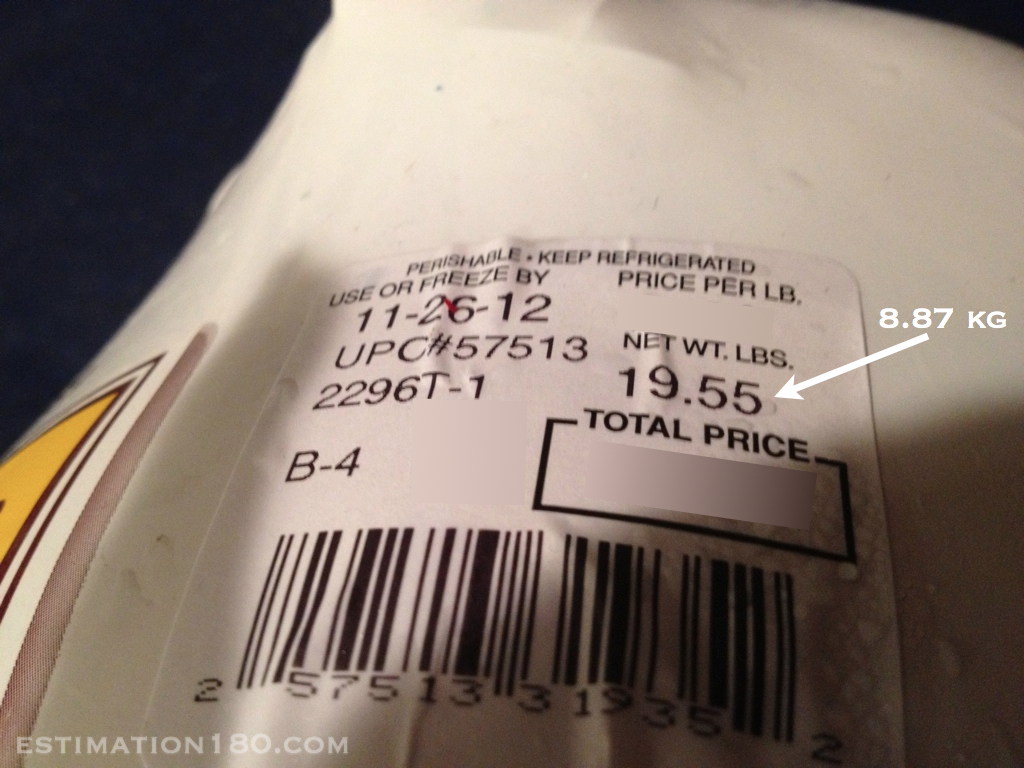 PERISHABLE • KEEP REFRIGERATED
USE OR FREEZE BY
PRICE PER LB.
11-26-12
UPC#57513
NET WT. LBS.
8.87 KG
2296T-1
19.55
TOTAL PRICE
B-4
2 57513 31935 2
ESTIMATION180.COM